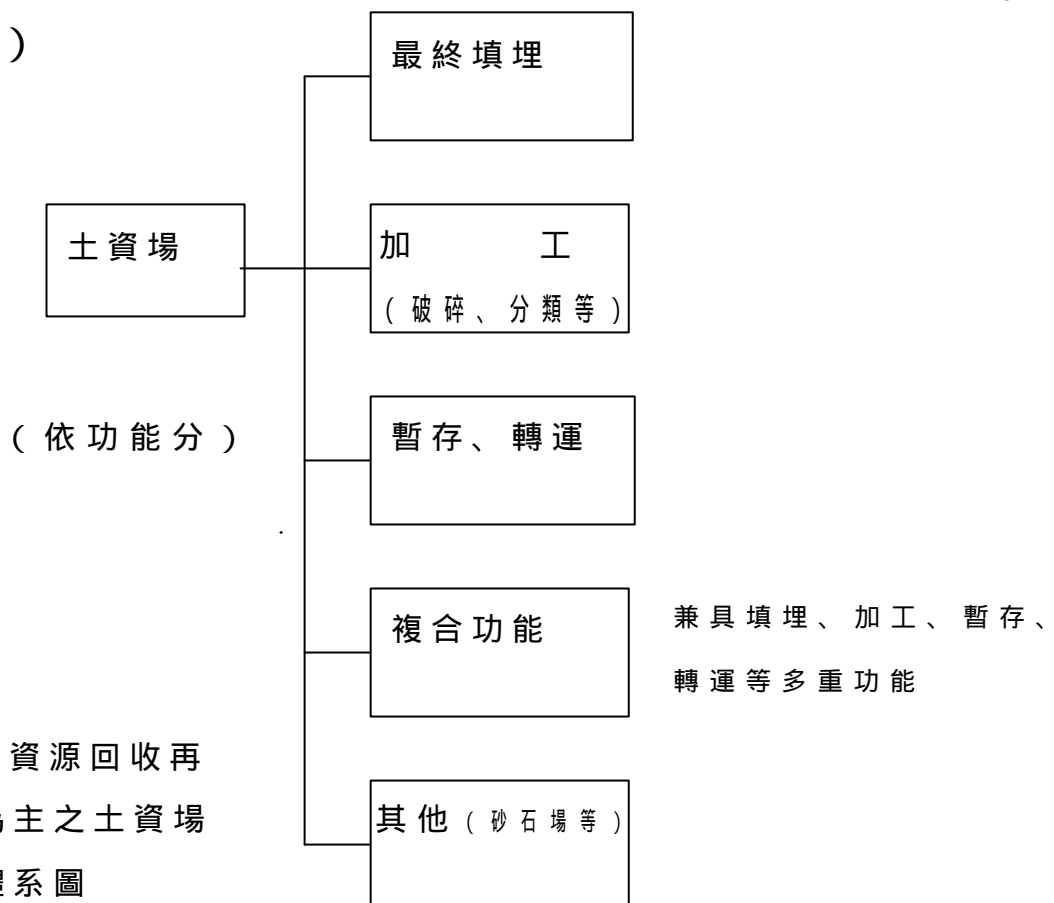 ）
最終填埋
土資場
加 工
（破碎、分類等）
（依功能分）
暫存、轉運
複合功能
兼具填埋、加工、暫存、
轉運等多重功能
資源回收再
為主之土資場
體系圖
其他（砂石場等）